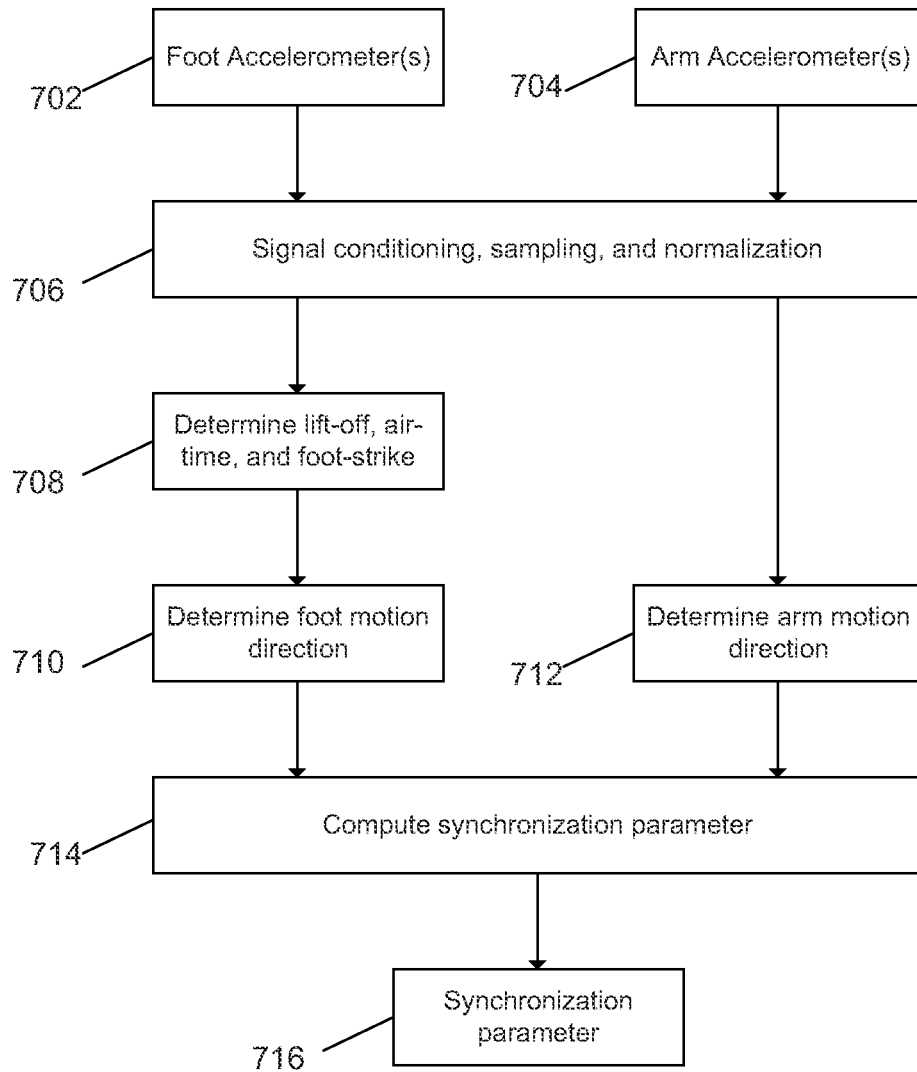 Foot Accelerometer(s)
Arm Accelerometer(s)
702
704
Signal conditioning, sampling, and normalization
706
Determine lift-off, air-
time, and foot-strike
708
Determine foot motion
direction
Determine arm motion
direction
710
712
Compute synchronization parameter
714
Synchronization
parameter
716